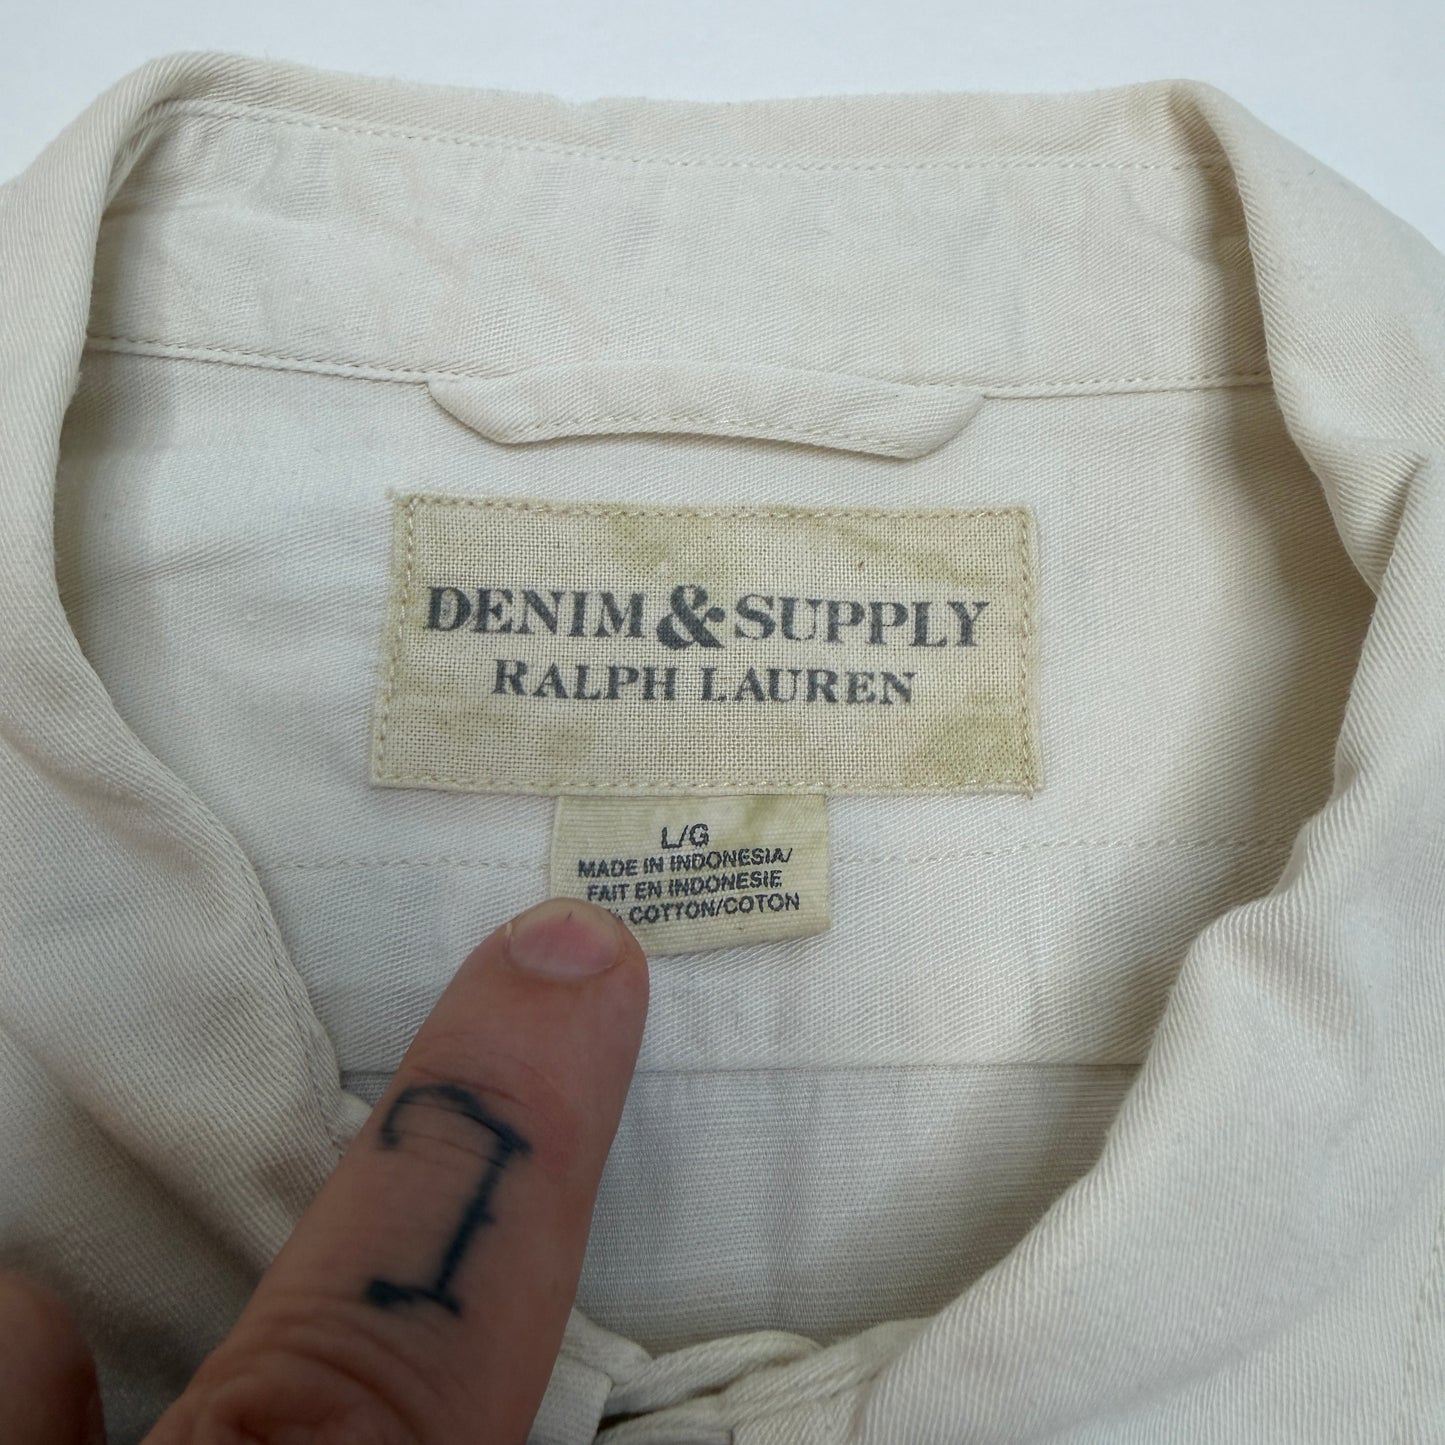 DENIM & SUPPLY
RALPH LAUREN
L/G
MADE IN INDONESIA/
FAIT EN INDONESIE
% COTTON/COTON